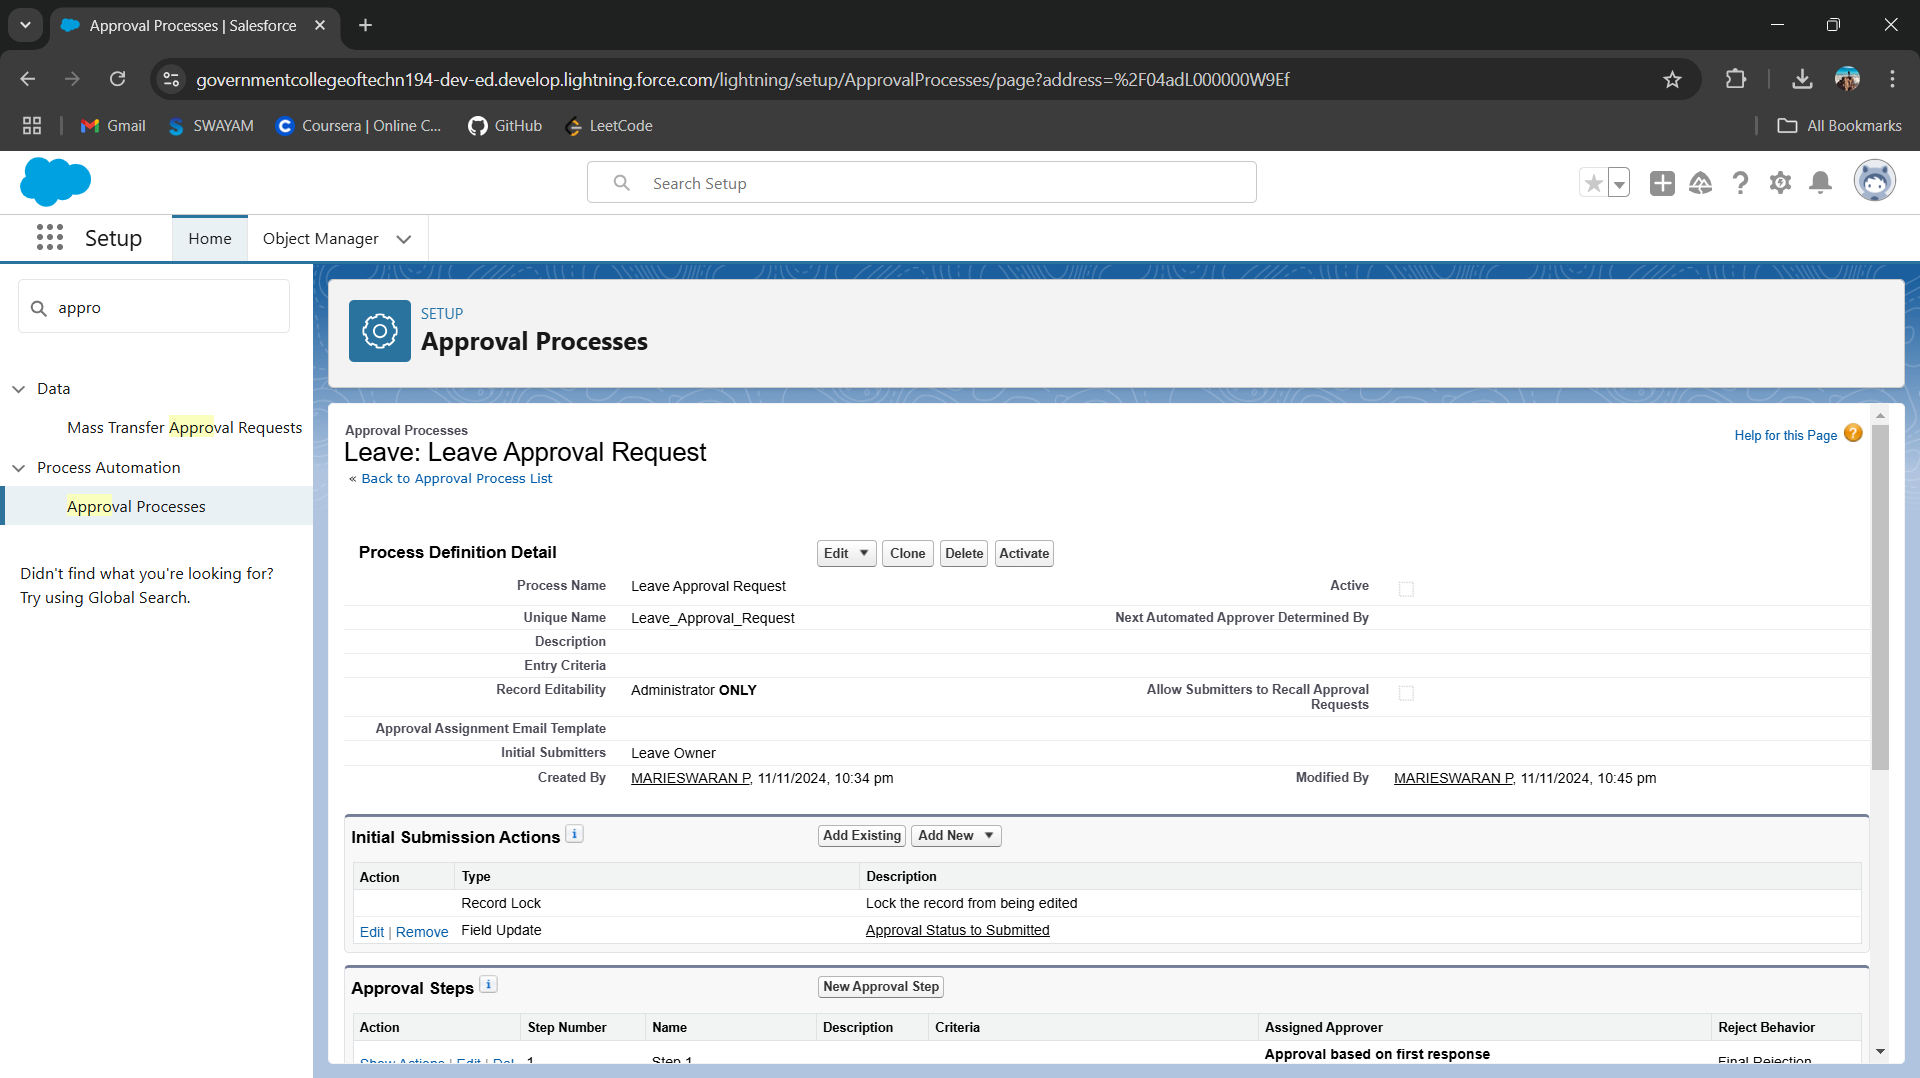 Approval Processes | Salesforce
governmentcollegeoftechn194-dev-ed.develop.lightning.force.com/lightning/setup/ApprovalProcesses/page?address=%2F04adL000000W9Ef
Gmail SWAYAM Coursera | Online C... GitHub LeetCode All Bookmarks
Search Setup
Setup Home Object Manager
appro
Data
Mass Transfer Approval Requests
Process Automation
Approval Processes
Didn't find what you're looking for?
Try using Global Search.
SETUP
Approval Processes
Approval Processes
Leave: Leave Approval Request
« Back to Approval Process List
Help for this Page ?
Process Definition Detail Edit Clone Delete Activate
Process Name Leave Approval Request Active
Unique Name Leave_Approval_Request Next Automated Approver Determined By
Description
Entry Criteria
Record Editability Administrator ONLY Allow Submitters to Recall Approval
Requests
Approval Assignment Email Template
Initial Submitters Leave Owner
Created By MARIESWARAN P, 11/11/2024, 10:34 pm Modified By MARIESWARAN P, 11/11/2024, 10:45 pm
Initial Submission Actions i Add Existing Add New
Action Type Description
Record Lock Lock the record from being edited
Edit | Remove Field Update Approval Status to Submitted
Approval Steps i New Approval Step
Action Step Number Name Description Criteria Assigned Approver Reject Behavior
Show Actions | Edit | Del 1 Step 1 Approval based on first response Final Rejection